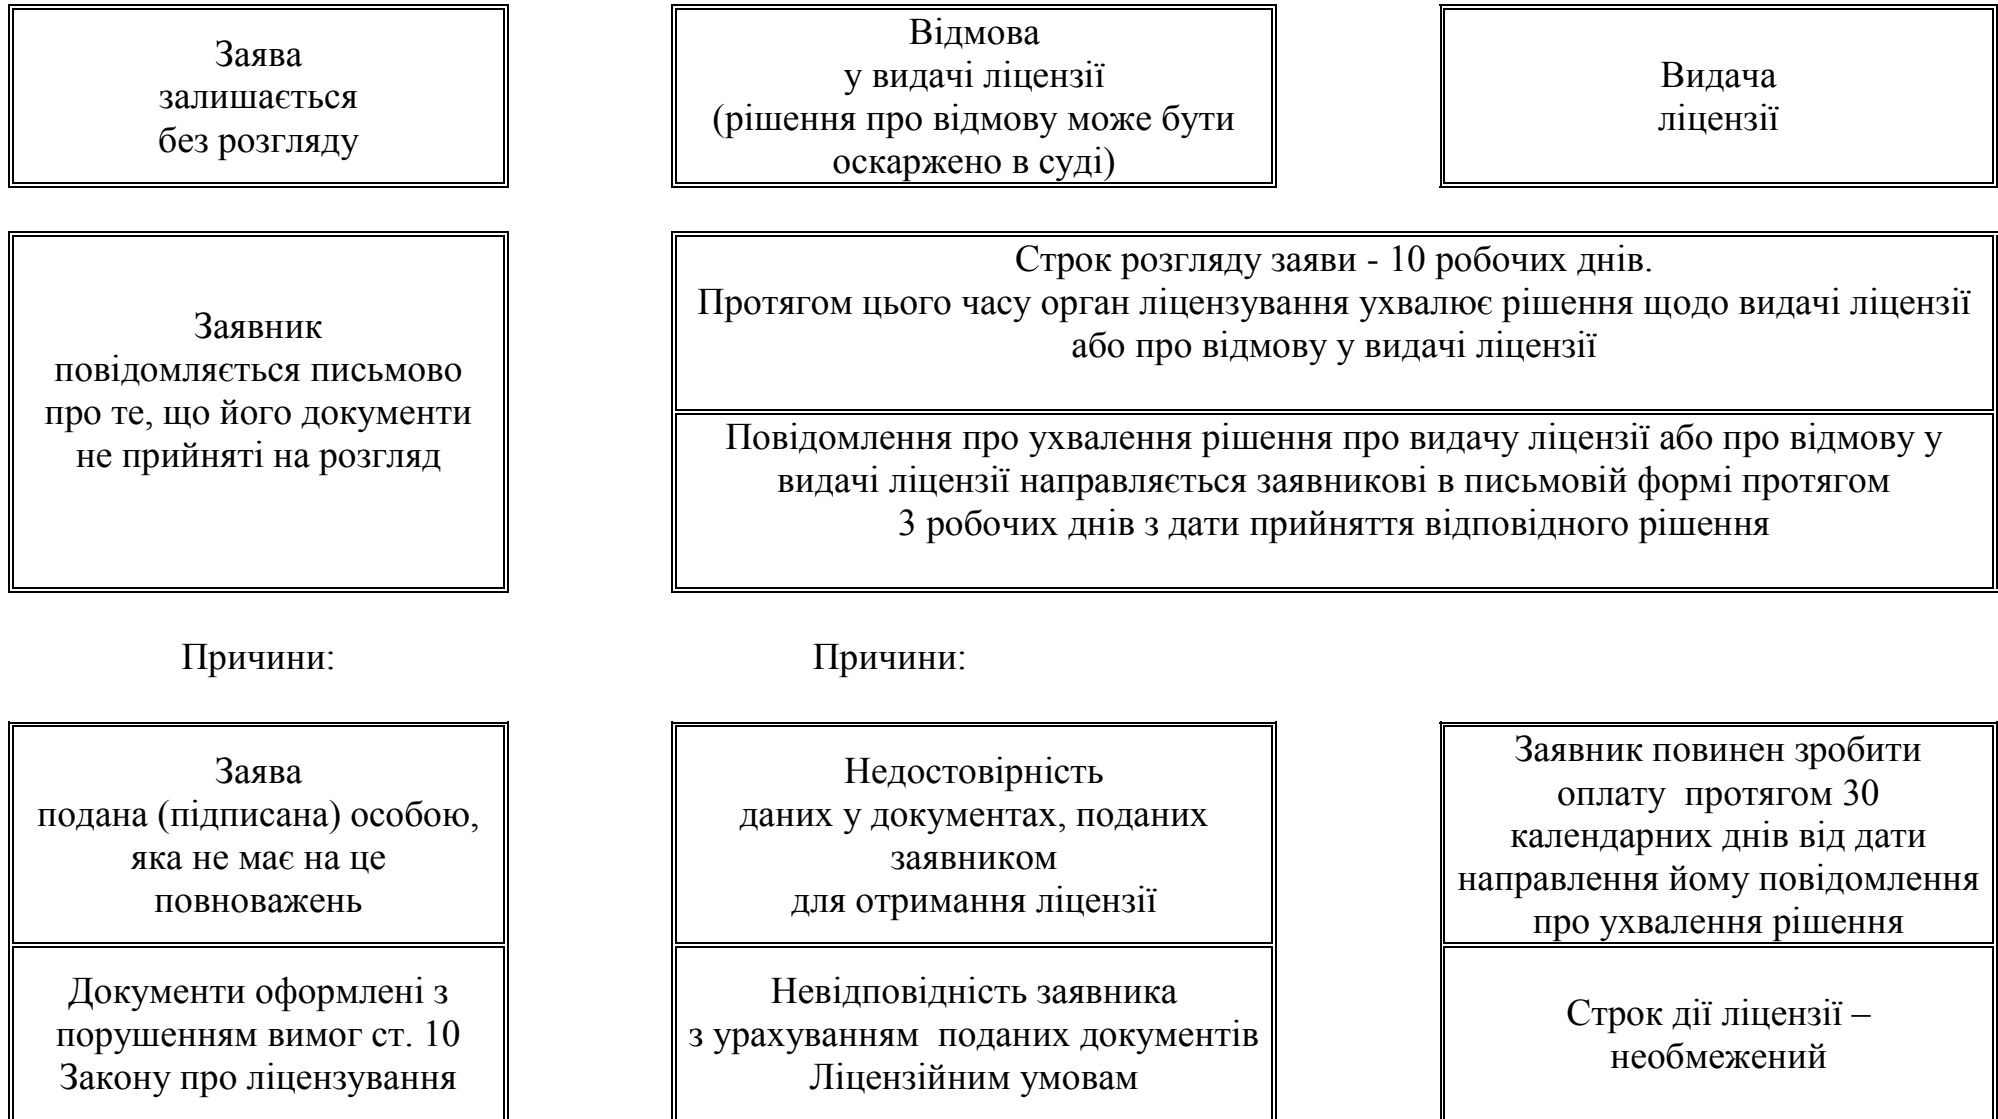 Заява
залишається
без розгляду
Відмова
у видачі ліцензії
(рішення про відмову може бути
оскаржено в суді)
Видача
ліцензії
Заявник
повідомляється письмово
про те, що його документи
не прийняті на розгляд
Строк розгляду заяви - 10 робочих днів.
Протягом цього часу орган ліцензування ухвалює рішення щодо видачі ліцензії
або про відмову у видачі ліцензії
Повідомлення про ухвалення рішення про видачу ліцензії або про відмову у
видачі ліцензії направляється заявникові в письмовій формі протягом
3 робочих днів з дати прийняття відповідного рішення
Причини:
Причини:
Заява
подана (підписана) особою,
яка не має на це
повноважень
Недостовірність
даних у документах, поданих
заявником
для отримання ліцензії
Заявник повинен зробити
оплату протягом 30
календарних днів від дати
направлення йому повідомлення
про ухвалення рішення
Документи оформлені з
порушенням вимог ст. 10
Закону про ліцензування
Невідповідність заявника
з урахуванням поданих документів
Ліцензійним умовам
Строк дії ліцензії –
необмежений